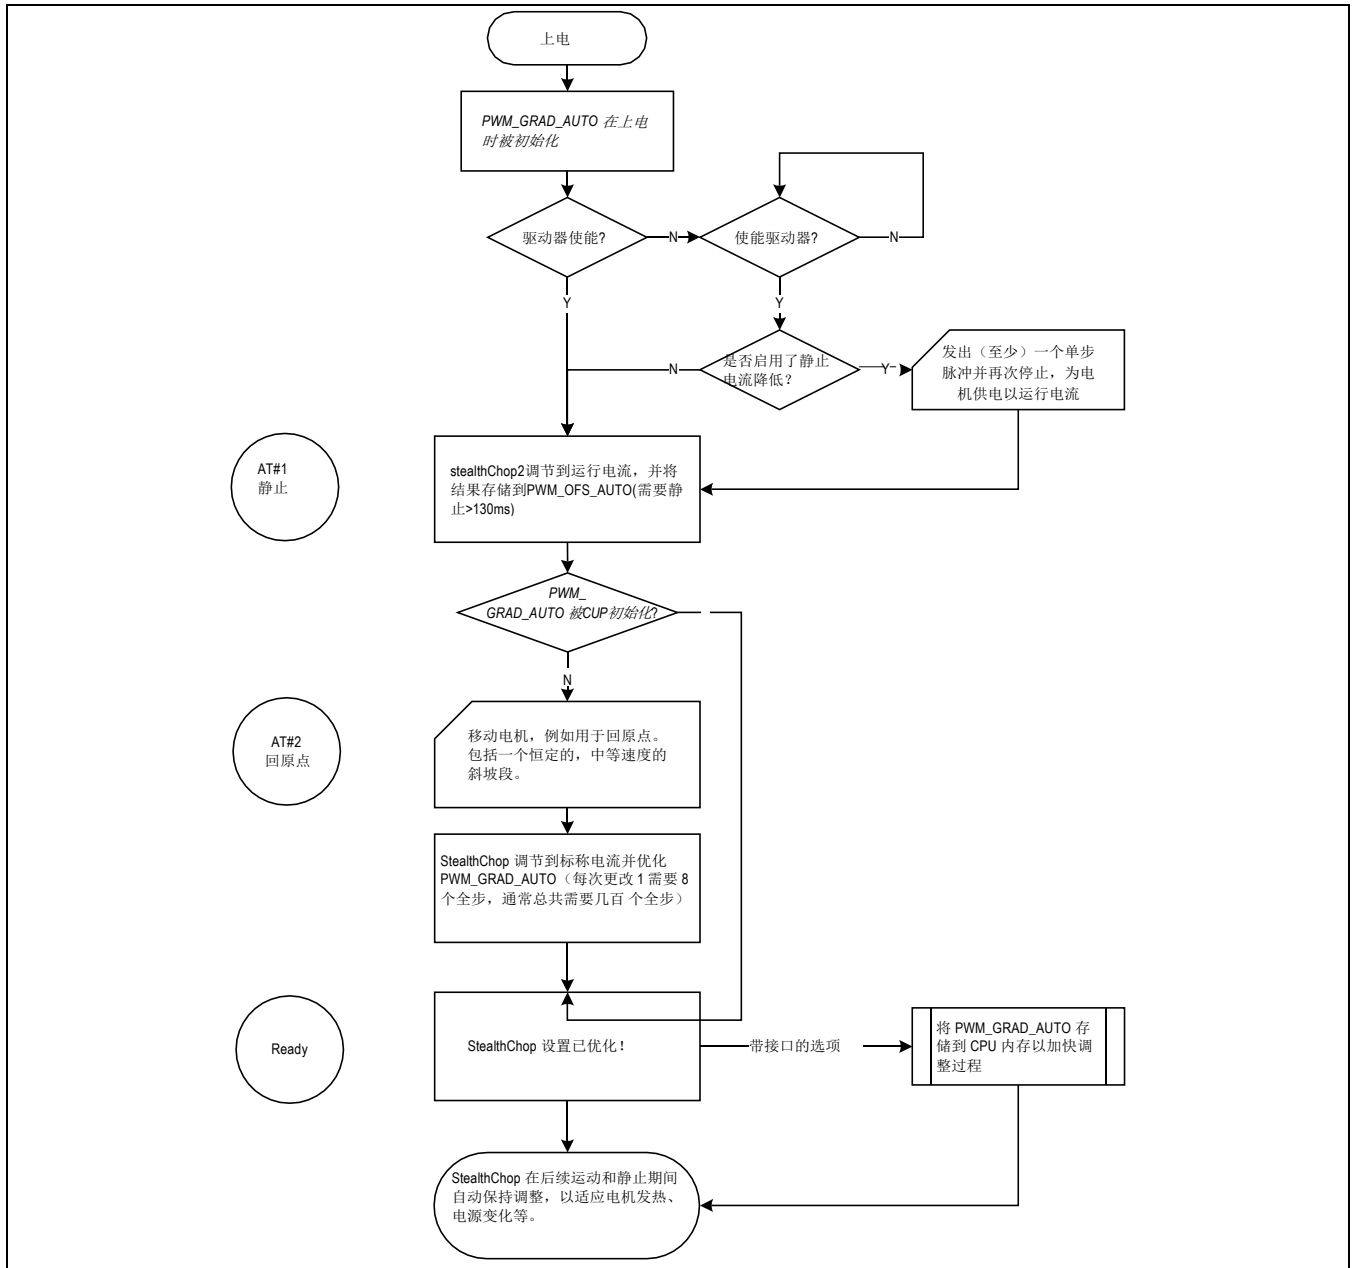 上电
PWM_GRAD_AUTO 在上电
时被初始化
驱动器使能?
N
使能驱动器?
N
Y
Y
是否启用了静止
电流降低？
N
Y
发出（至少）一个单步
脉冲并再次停止，为电
机供电以运行电流
AT#1
静止
stealthChop2调节到运行电流，并将
结果存储到PWM_OFS_AUTO(需要静
止>130ms)
PWM_
GRAD_AUTO 被CUP初始化?
N
AT#2
回原点
移动电机，例如用于回原点。
包括一个恒定的，中等速度的
斜坡段。
StealthChop 调节到标称电流并优化
PWM_GRAD_AUTO（每次更改 1 需要 8
个全步，通常总共需要几百 个全步）
Ready
StealthChop 设置已优化！
带接口的选项
将 PWM_GRAD_AUTO 存
储到 CPU 内存以加快调
整过程
StealthChop 在后续运动和静止期间
自动保持调整，以适应电机发热、
电源变化等。